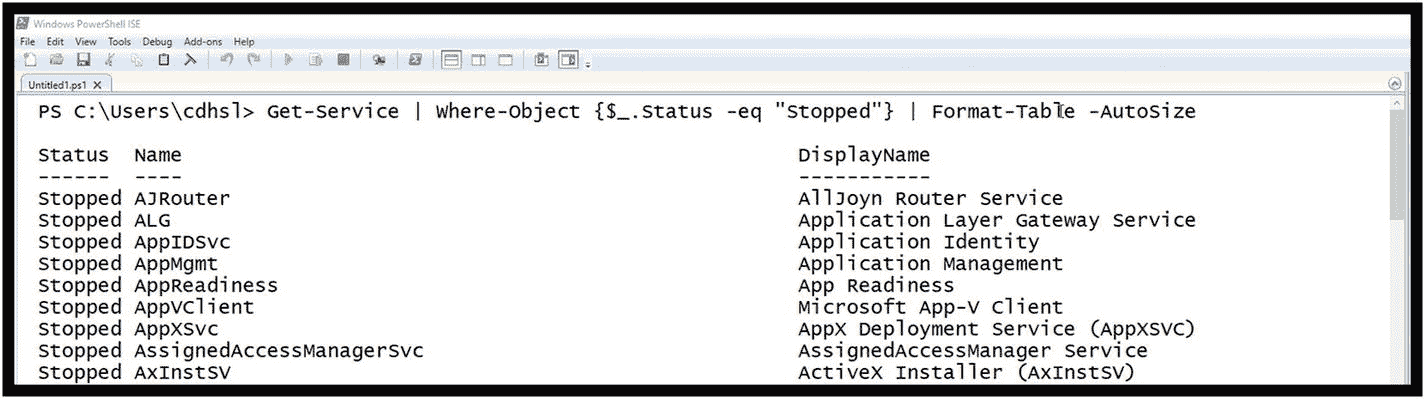 Windows PowerShell ISE
File Edit View Tools Debug Add-ons Help
Untitled1.ps1 X
PS C:\Users\cdhsl> Get-Service | Where-Object {$_.Status -eq "Stopped"} | Format-Table -AutoSize
Status Name DisplayName
------ ---- -----------
Stopped AJRouter AllJoyn Router Service
Stopped ALG Application Layer Gateway Service
Stopped AppIDSvc Application Identity
Stopped AppMgmt Application Management
Stopped AppReadiness App Readiness
Stopped AppVClient Microsoft App-V Client
Stopped AppXSvc AppX Deployment Service (AppXSVC)
Stopped AssignedAccessManagerSvc AssignedAccessManager Service
Stopped AxInstSV ActiveX Installer (AxInstSV)